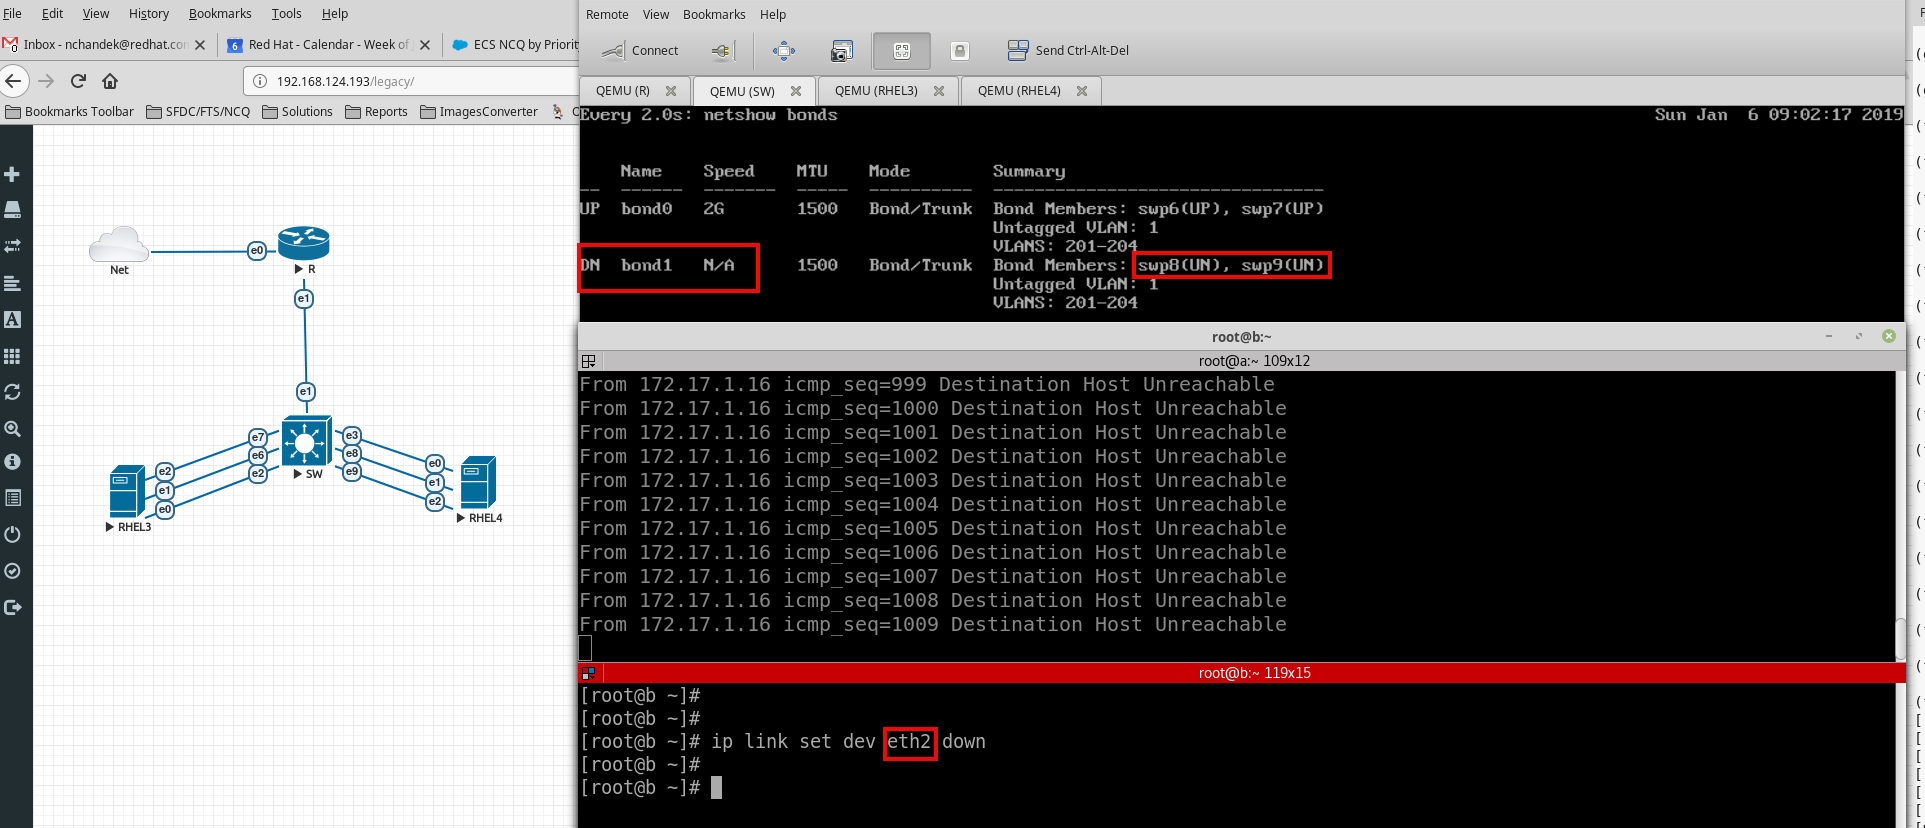 File Edit View History Bookmarks Tools Help
Inbox - nchandek@redhat.co
6 Red Hat - Calendar - Week of
ECS NCQ by Priority
192.168.124.193/legacy/
Bookmarks Toolbar SFDC/FTS/NCQ Solutions Reports ImagesConverter
Net
e0
R
e1
e1
SW
e7
e6
e2
e3
e8
e9
e2
e1
e0
RHEL3
e0
e1
e2
RHEL4
Remote View Bookmarks Help
Connect Send Ctrl-Alt-Del
QEMU (R) QEMU (SW) QEMU (RHEL3) QEMU (RHEL4)
Every 2.0s: netshow bonds Sun Jan 6 09:02:17 2019
Name Speed MTU Mode Summary
-- ------ ------- ----- ---------- --------------------------------
UP bond0 2G 1500 Bond/Trunk Bond Members: swp6(UP), swp7(UP)
Untagged VLAN: 1
VLANS: 201-204
DN bond1 N/A 1500 Bond/Trunk Bond Members: swp8(UN), swp9(UN)
Untagged VLAN: 1
VLANS: 201-204
root@b:~
root@a:~ 109x12
From 172.17.1.16 icmp_seq=999 Destination Host Unreachable
From 172.17.1.16 icmp_seq=1000 Destination Host Unreachable
From 172.17.1.16 icmp_seq=1001 Destination Host Unreachable
From 172.17.1.16 icmp_seq=1002 Destination Host Unreachable
From 172.17.1.16 icmp_seq=1003 Destination Host Unreachable
From 172.17.1.16 icmp_seq=1004 Destination Host Unreachable
From 172.17.1.16 icmp_seq=1005 Destination Host Unreachable
From 172.17.1.16 icmp_seq=1006 Destination Host Unreachable
From 172.17.1.16 icmp_seq=1007 Destination Host Unreachable
From 172.17.1.16 icmp_seq=1008 Destination Host Unreachable
From 172.17.1.16 icmp_seq=1009 Destination Host Unreachable
root@b:~ 119x15
[root@b ~]#
[root@b ~]#
[root@b ~]# ip link set dev eth2 down
[root@b ~]#
[root@b ~]#